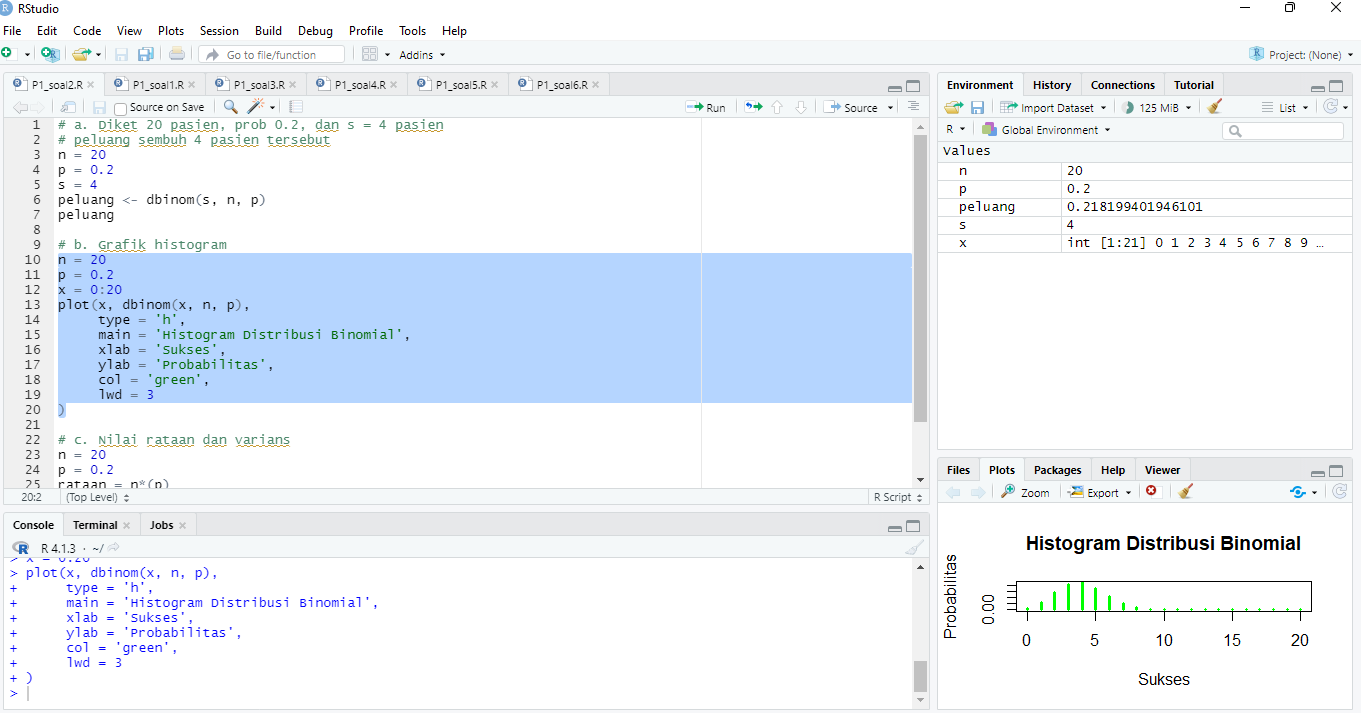 RStudio
File Edit Code View Plots Session Build Debug Profile Tools Help
Go to file/function Addins Project: (None)
P1_soal2.R P1_soal1.R P1_soal3.R P1_soal4.R P1_soal5.R P1_soal6.R
Source on Save Run Source
1 # a. Diket 20 pasien, prob 0.2, dan s = 4 pasien
2 # peluang sembuh 4 pasien tersebut
3 n = 20
4 p = 0.2
5 s = 4
6 peluang <- dbinom(s, n, p)
7 peluang
8
9 # b. Grafik histogram
10 n = 20
11 p = 0.2
12 x = 0:20
13 plot(x, dbinom(x, n, p),
14 type = 'h',
15 main = 'Histogram Distribusi Binomial',
16 xlab = 'Sukses',
17 ylab = 'Probabilitas',
18 col = 'green',
19 lwd = 3
20 )
21
22 # c. Nilai rataan dan varians
23 n = 20
24 p = 0.2
25 rataan = n*(p)
20:2 (Top Level) R Script
Console Terminal Jobs
R 4.1.3 · ~/
> x = 0:20
> plot(x, dbinom(x, n, p),
+ type = 'h',
+ main = 'Histogram Distribusi Binomial',
+ xlab = 'Sukses',
+ ylab = 'Probabilitas',
+ col = 'green',
+ lwd = 3
+ )
>
Environment History Connections Tutorial
Import Dataset 125 MiB List
R Global Environment
Values
n 20
p 0.2
peluang 0.218199401946101
s 4
x int [1:21] 0 1 2 3 4 5 6 7 8 9 ...
Files Plots Packages Help Viewer
Zoom Export
Histogram Distribusi Binomial
Probabilitas
0.00
0 5 10 15 20
Sukses